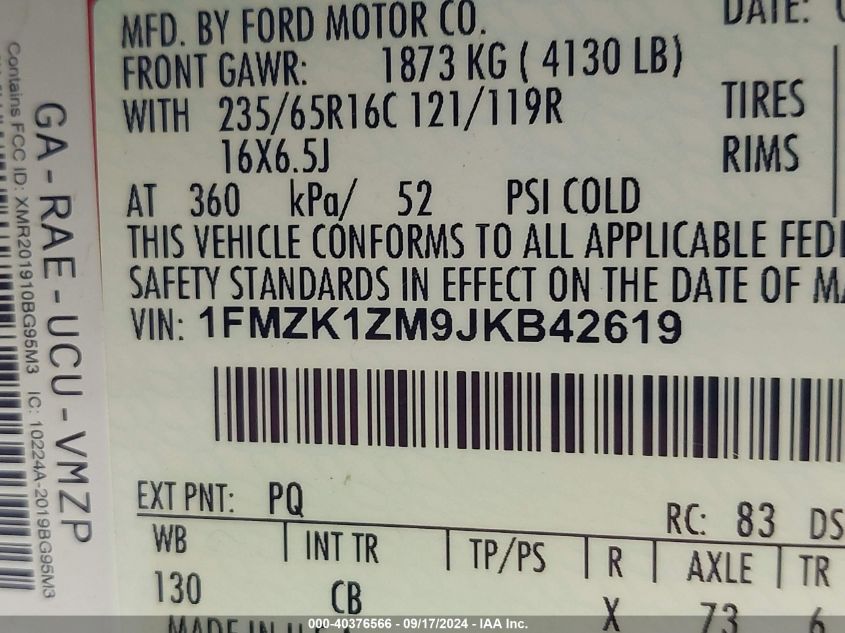 DATE:
MFD. BY FORD MOTOR CO.
FRONT GAWR: 1873 KG ( 4130 LB)
WITH 235/65R16C 121/119R TIRES
16X6.5J RIMS
AT 360 kPa/ 52 PSI COLD
THIS VEHICLE CONFORMS TO ALL APPLICABLE FEDE
SAFETY STANDARDS IN EFFECT ON THE DATE OF MA
VIN: 1FMZK1ZM9JKB42619
EXT PNT: PQ RC: 83 DS
WB INT TR TP/PS R AXLE TR
130 CB X 73 6
MADE IN
GA-RAE-UCU-VMZP
Contains FCC ID: XMR201910BG95M3 IC: 10224A-2019BG95M3
000-40376566 - 09/17/2024 - IAA Inc.